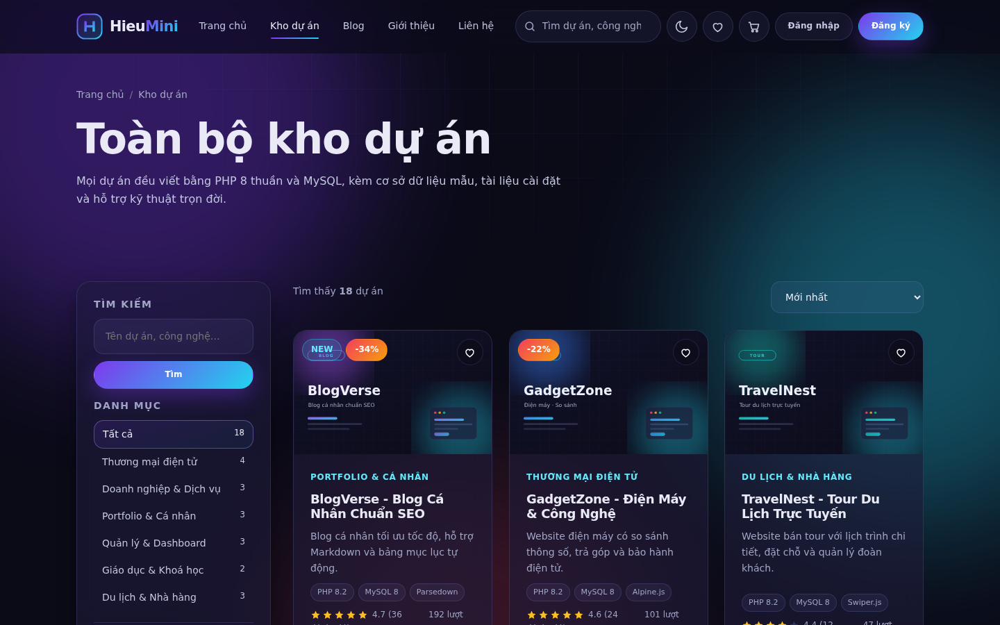 HieuMini
Trang chủ
Kho dự án
Blog
Giới thiệu
Liên hệ
Tìm dự án, công ngh
Đăng nhập
Đăng ký
Trang chủ / Kho dự án
Toàn bộ kho dự án
Mọi dự án đều viết bằng PHP 8 thuần và MySQL, kèm cơ sở dữ liệu mẫu, tài liệu cài đặt
và hỗ trợ kỹ thuật trọn đời.
TÌM KIẾM
Tên dự án, công nghệ...
Tìm
DANH MỤC
Tất cả 18
Thương mại điện tử 4
Doanh nghiệp & Dịch vụ 3
Portfolio & Cá nhân 3
Quản lý & Dashboard 3
Giáo dục & Khoá học 2
Du lịch & Nhà hàng 3
Tìm thấy 18 dự án
Mới nhất
NEW
-34%
BLOG
BlogVerse
Blog cá nhân chuẩn SEO
PORTFOLIO & CÁ NHÂN
BlogVerse - Blog Cá
Nhân Chuẩn SEO
Blog cá nhân tối ưu tốc độ, hỗ trợ
Markdown và bảng mục lục tự
động.
PHP 8.2
MySQL 8
Parsedown
4.7 (36
192 lượt
-22%
GadgetZone
Điện máy · So sánh
THƯƠNG MẠI ĐIỆN TỬ
GadgetZone - Điện Máy
& Công Nghệ
Website điện máy có so sánh
thông số, trả góp và bảo hành
điện tử.
PHP 8.2
MySQL 8
Alpine.js
4.6 (24
101 lượt
TOUR
TravelNest
Tour du lịch trực tuyến
DU LỊCH & NHÀ HÀNG
TravelNest - Tour Du
Lịch Trực Tuyến
Website bán tour với lịch trình chi
tiết, đặt chỗ và quản lý đoàn
khách.
PHP 8.2
MySQL 8
Swiper.js
4.4 (12
47 lượt